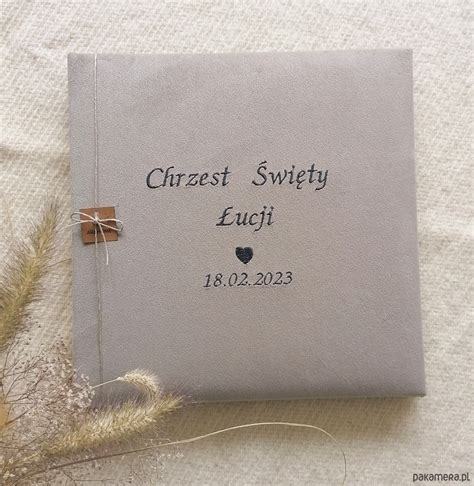 Chrzest Święty
Łucji
18.02.2023
pakamera.pl